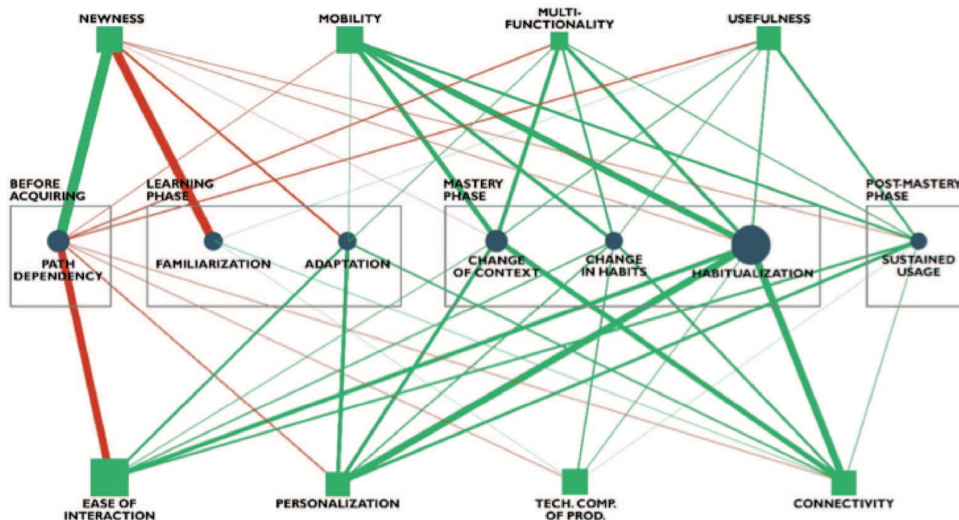 NEWNESS
MOBILITY
MULTI-
FUNCTIONALITY
USEFULNESS
BEFORE
ACQUIRING
LEARNING
PHASE
MASTERY
PHASE
POST-MASTERY
PHASE
PATH
DEPENDENCY
FAMILIARIZATION
ADAPTATION
CHANGE
OF CONTEXT
CHANGE
IN HABITS
HABITUALIZATION
SUSTAINED
USAGE
EASE OF
INTERACTION
PERSONALIZATION
TECH. COMP.
OF PROD.
CONNECTIVITY